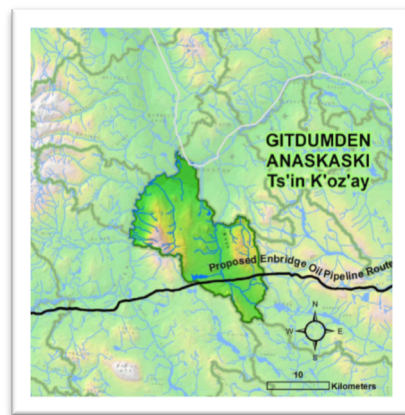 GITDUMDEN
ANASKASKI
Ts'in K'oz'ay
Proposed Enbridge Oil Pipeline Route
N
W E
S
10
Kilometers